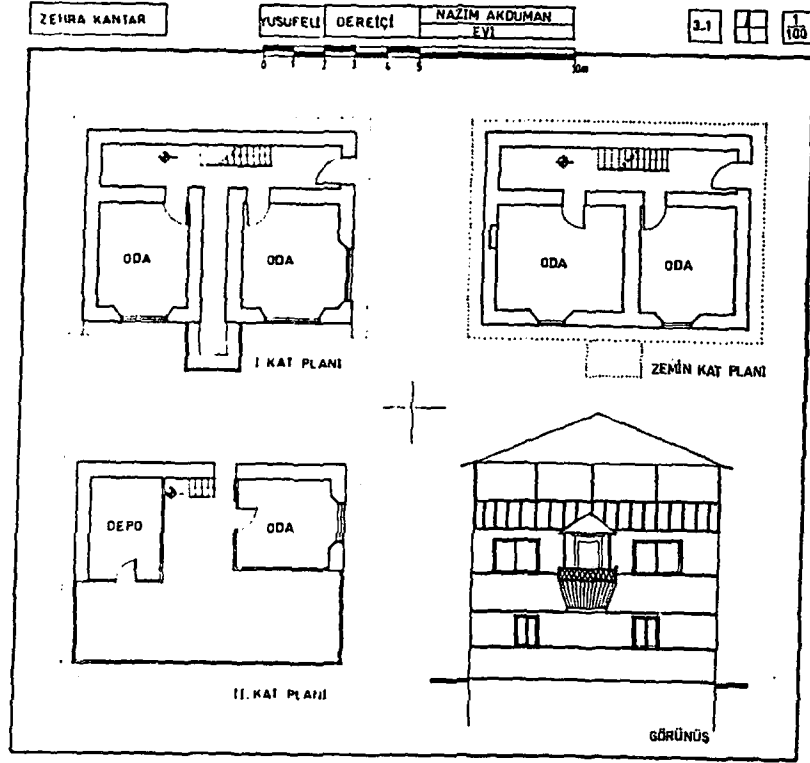 ZEHRA KANTAR
YUSUFELİ DEREİÇİ NAZIM AKDUMAN
EVİ
3.1 1/100
0 1 2 3 4 5 10m
ODA ODA
I KAT PLANI
ODA ODA
ZEMİN KAT PLANI
DEPO ODA
II. KAT PLANI
GÖRÜNÜŞ